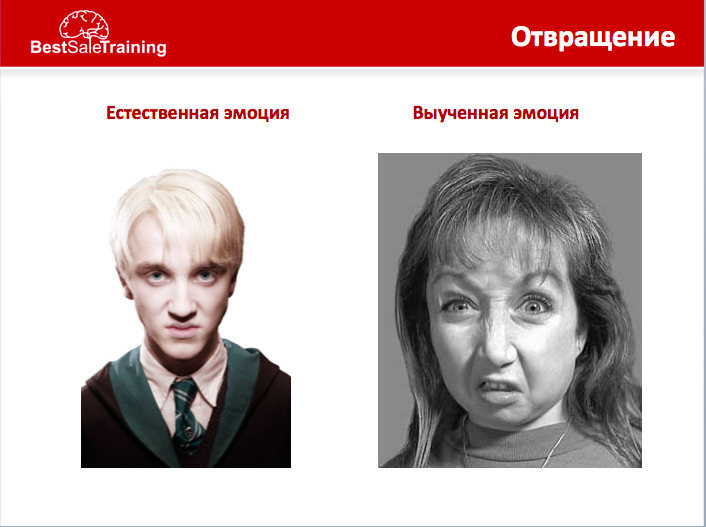 BestSaleTraining
Отвращение
Естественная эмоция
Выученная эмоция